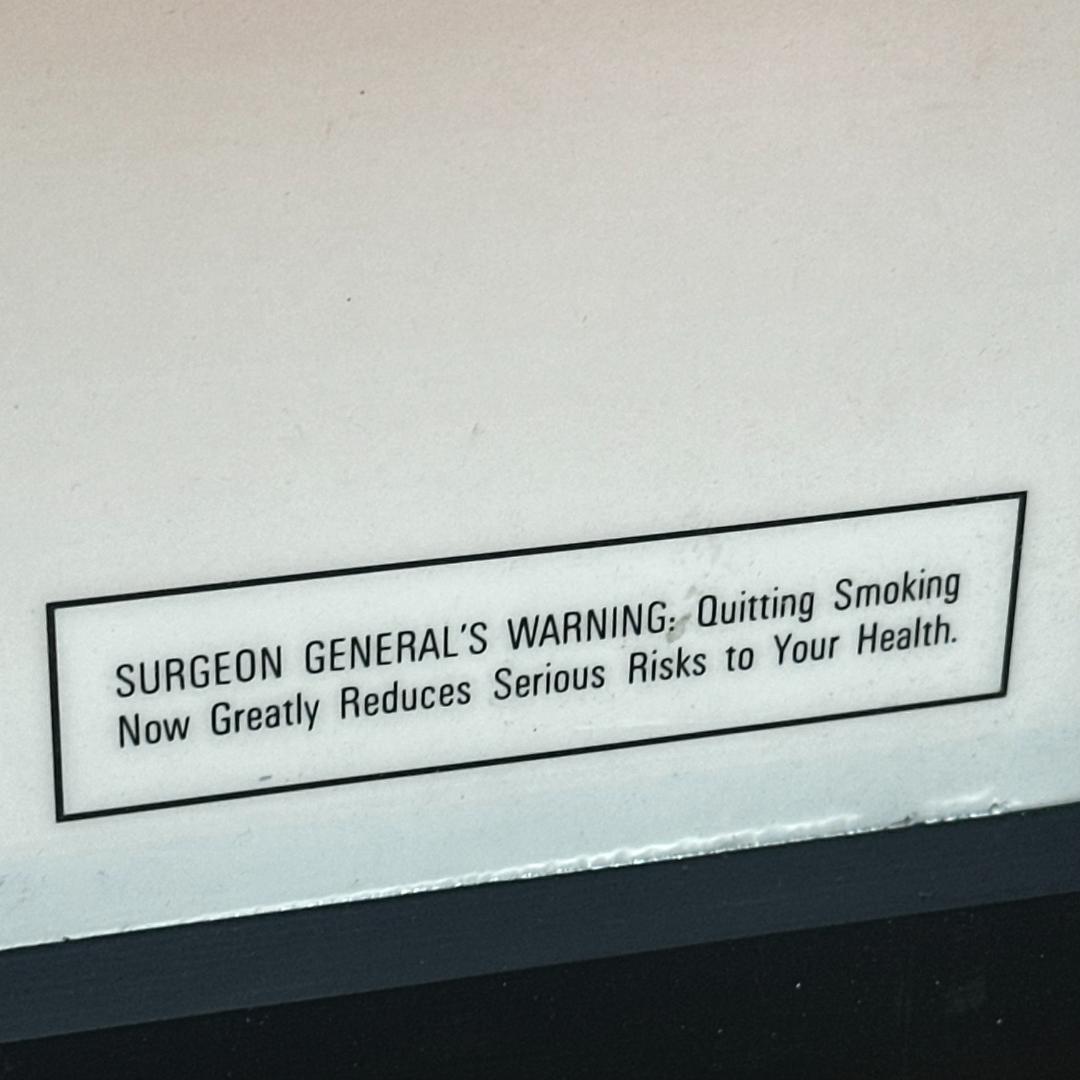 SURGEON GENERAL'S WARNING: Quitting Smoking
Now Greatly Reduces Serious Risks to Your Health.